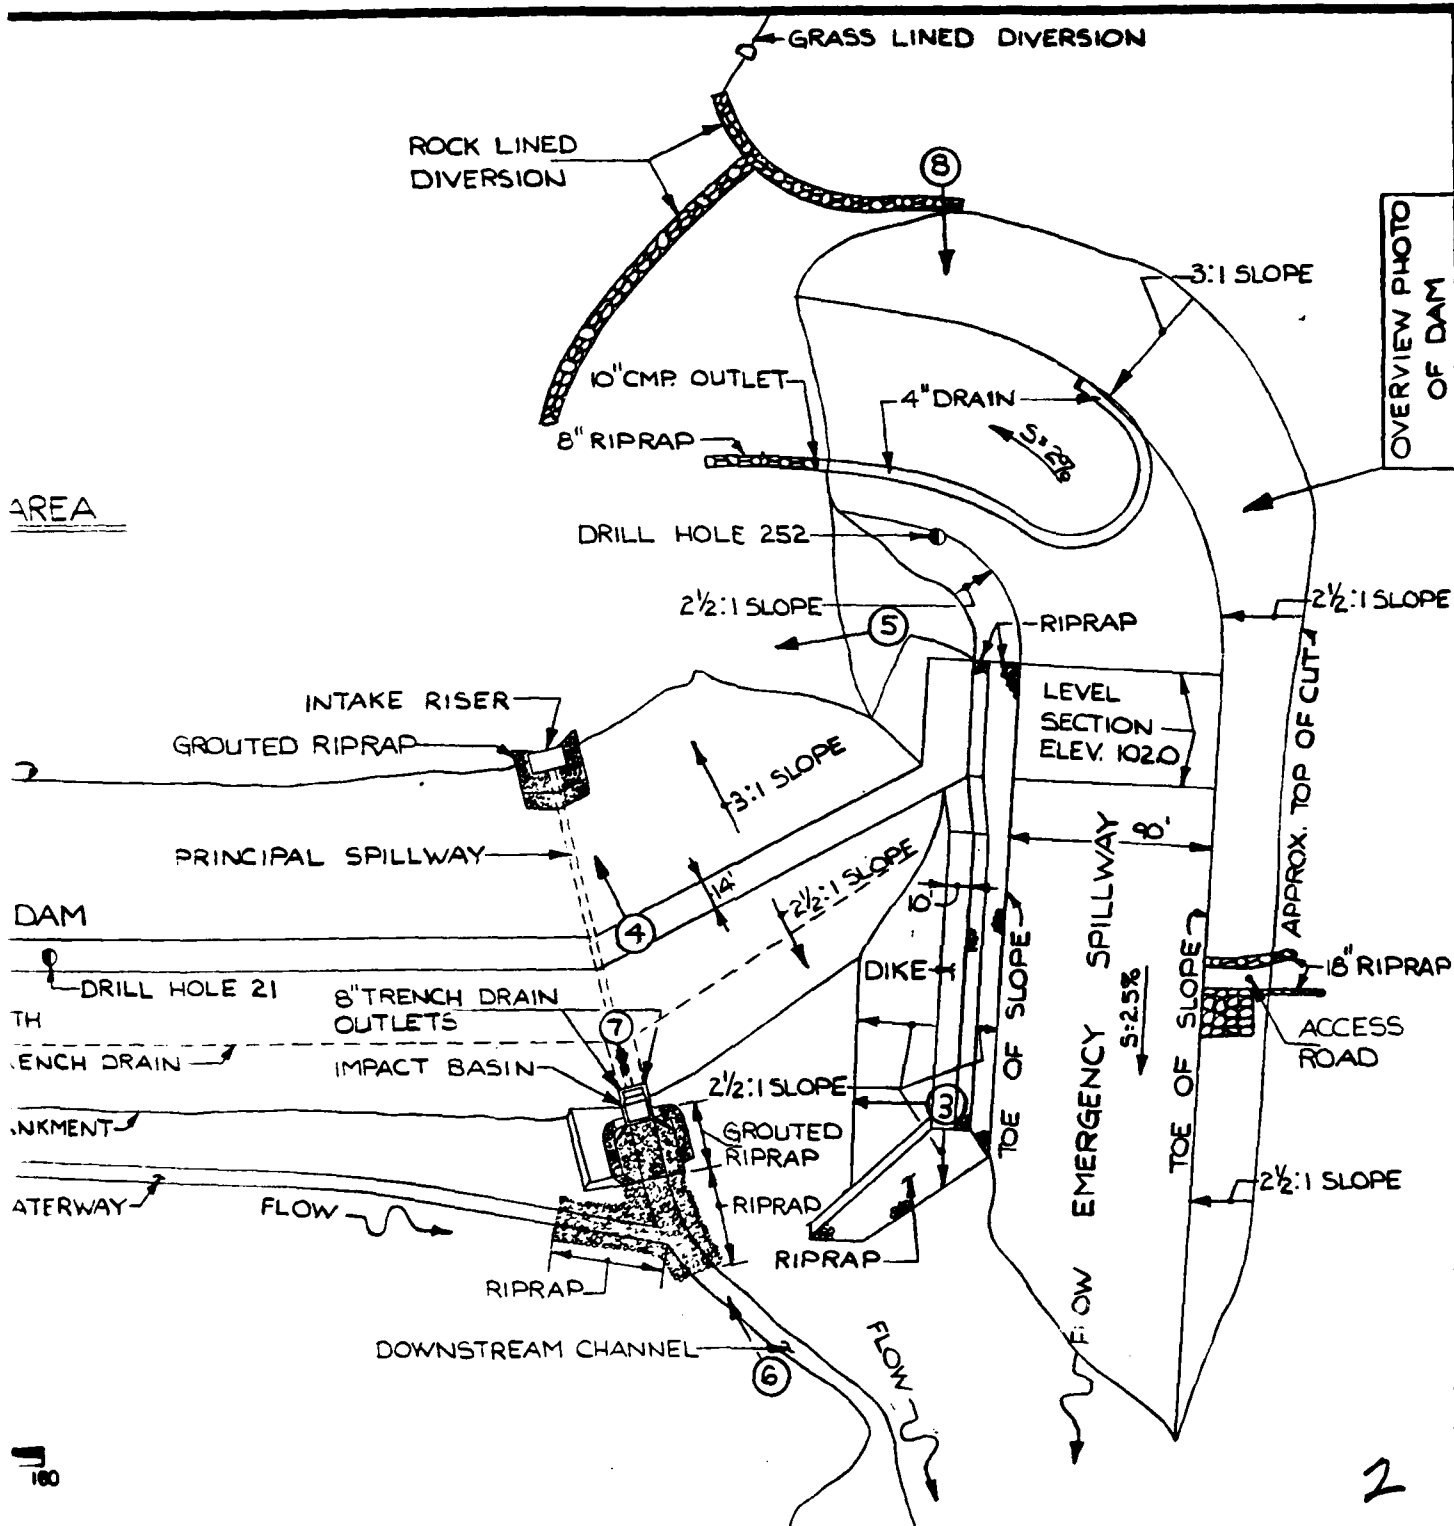 GRASS LINED DIVERSION
ROCK LINED
DIVERSION
8
3:1 SLOPE
OVERVIEW PHOTO
OF DAM
10" CMP. OUTLET
4" DRAIN
8" RIPRAP
S=2%
AREA
DRILL HOLE 252
2½:1 SLOPE
2½:1 SLOPE
5
RIPRAP
INTAKE RISER
GROUTED RIPRAP
LEVEL
SECTION
ELEV. 102.0
APPROX. TOP OF CUT
3:1 SLOPE
PRINCIPAL SPILLWAY
90'
14'
2½:1 SLOPE
10'
DAM
4
DIKE
18" RIPRAP
DRILL HOLE 21
8" TRENCH DRAIN
OUTLETS
TOE OF SLOPE
EMERGENCY SPILLWAY
S=2.5%
TOE OF SLOPE
ACCESS
ROAD
TH
7
ENCH DRAIN
IMPACT BASIN
2½:1 SLOPE
3
NKMENT
GROUTED
RIPRAP
ATERWAY
FLOW
RIPRAP
2½:1 SLOPE
RIPRAP
RIPRAP
DOWNSTREAM CHANNEL
6
FLOW
FLOW
160
2